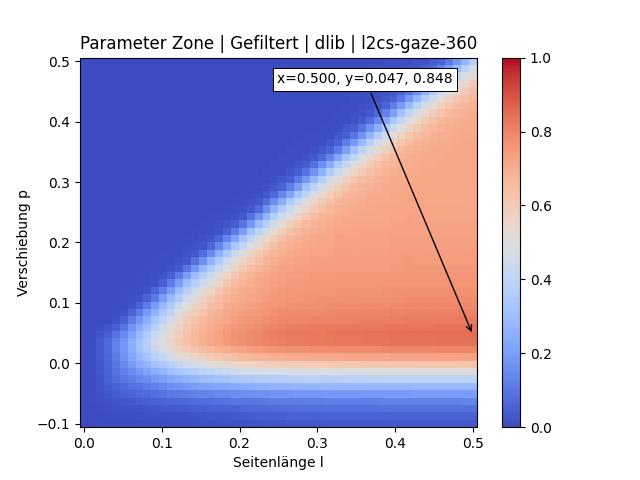 Parameter Zone | Gefiltert | dlib | l2cs-gaze-360
x=0.500, y=0.047, 0.848
0.5
0.4
0.3
0.2
0.1
0.0
−0.1
Verschiebung p
0.0 0.1 0.2 0.3 0.4 0.5
Seitenlänge l
1.0
0.8
0.6
0.4
0.2
0.0